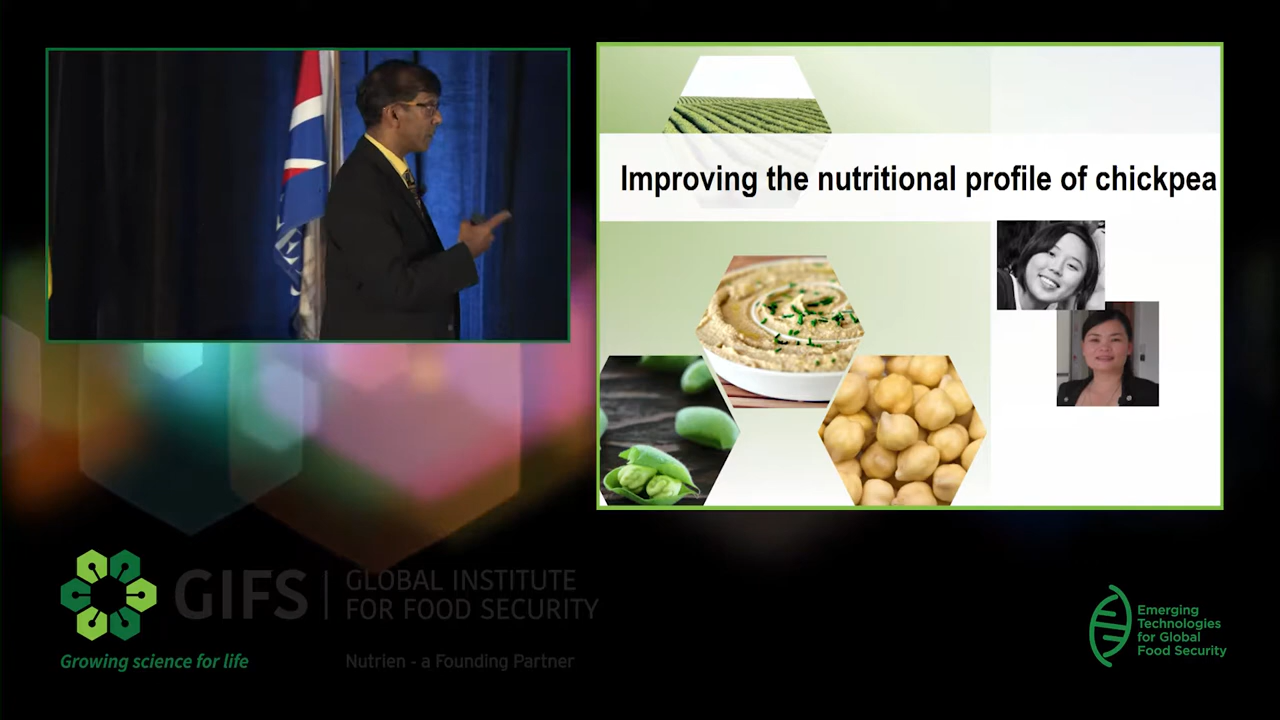 Improving the nutritional profile of chickpea
GIFS
GLOBAL INSTITUTE
FOR FOOD SECURITY
Growing science for life
Nutrien - a Founding Partner
Emerging
Technologies
for Global
Food Security